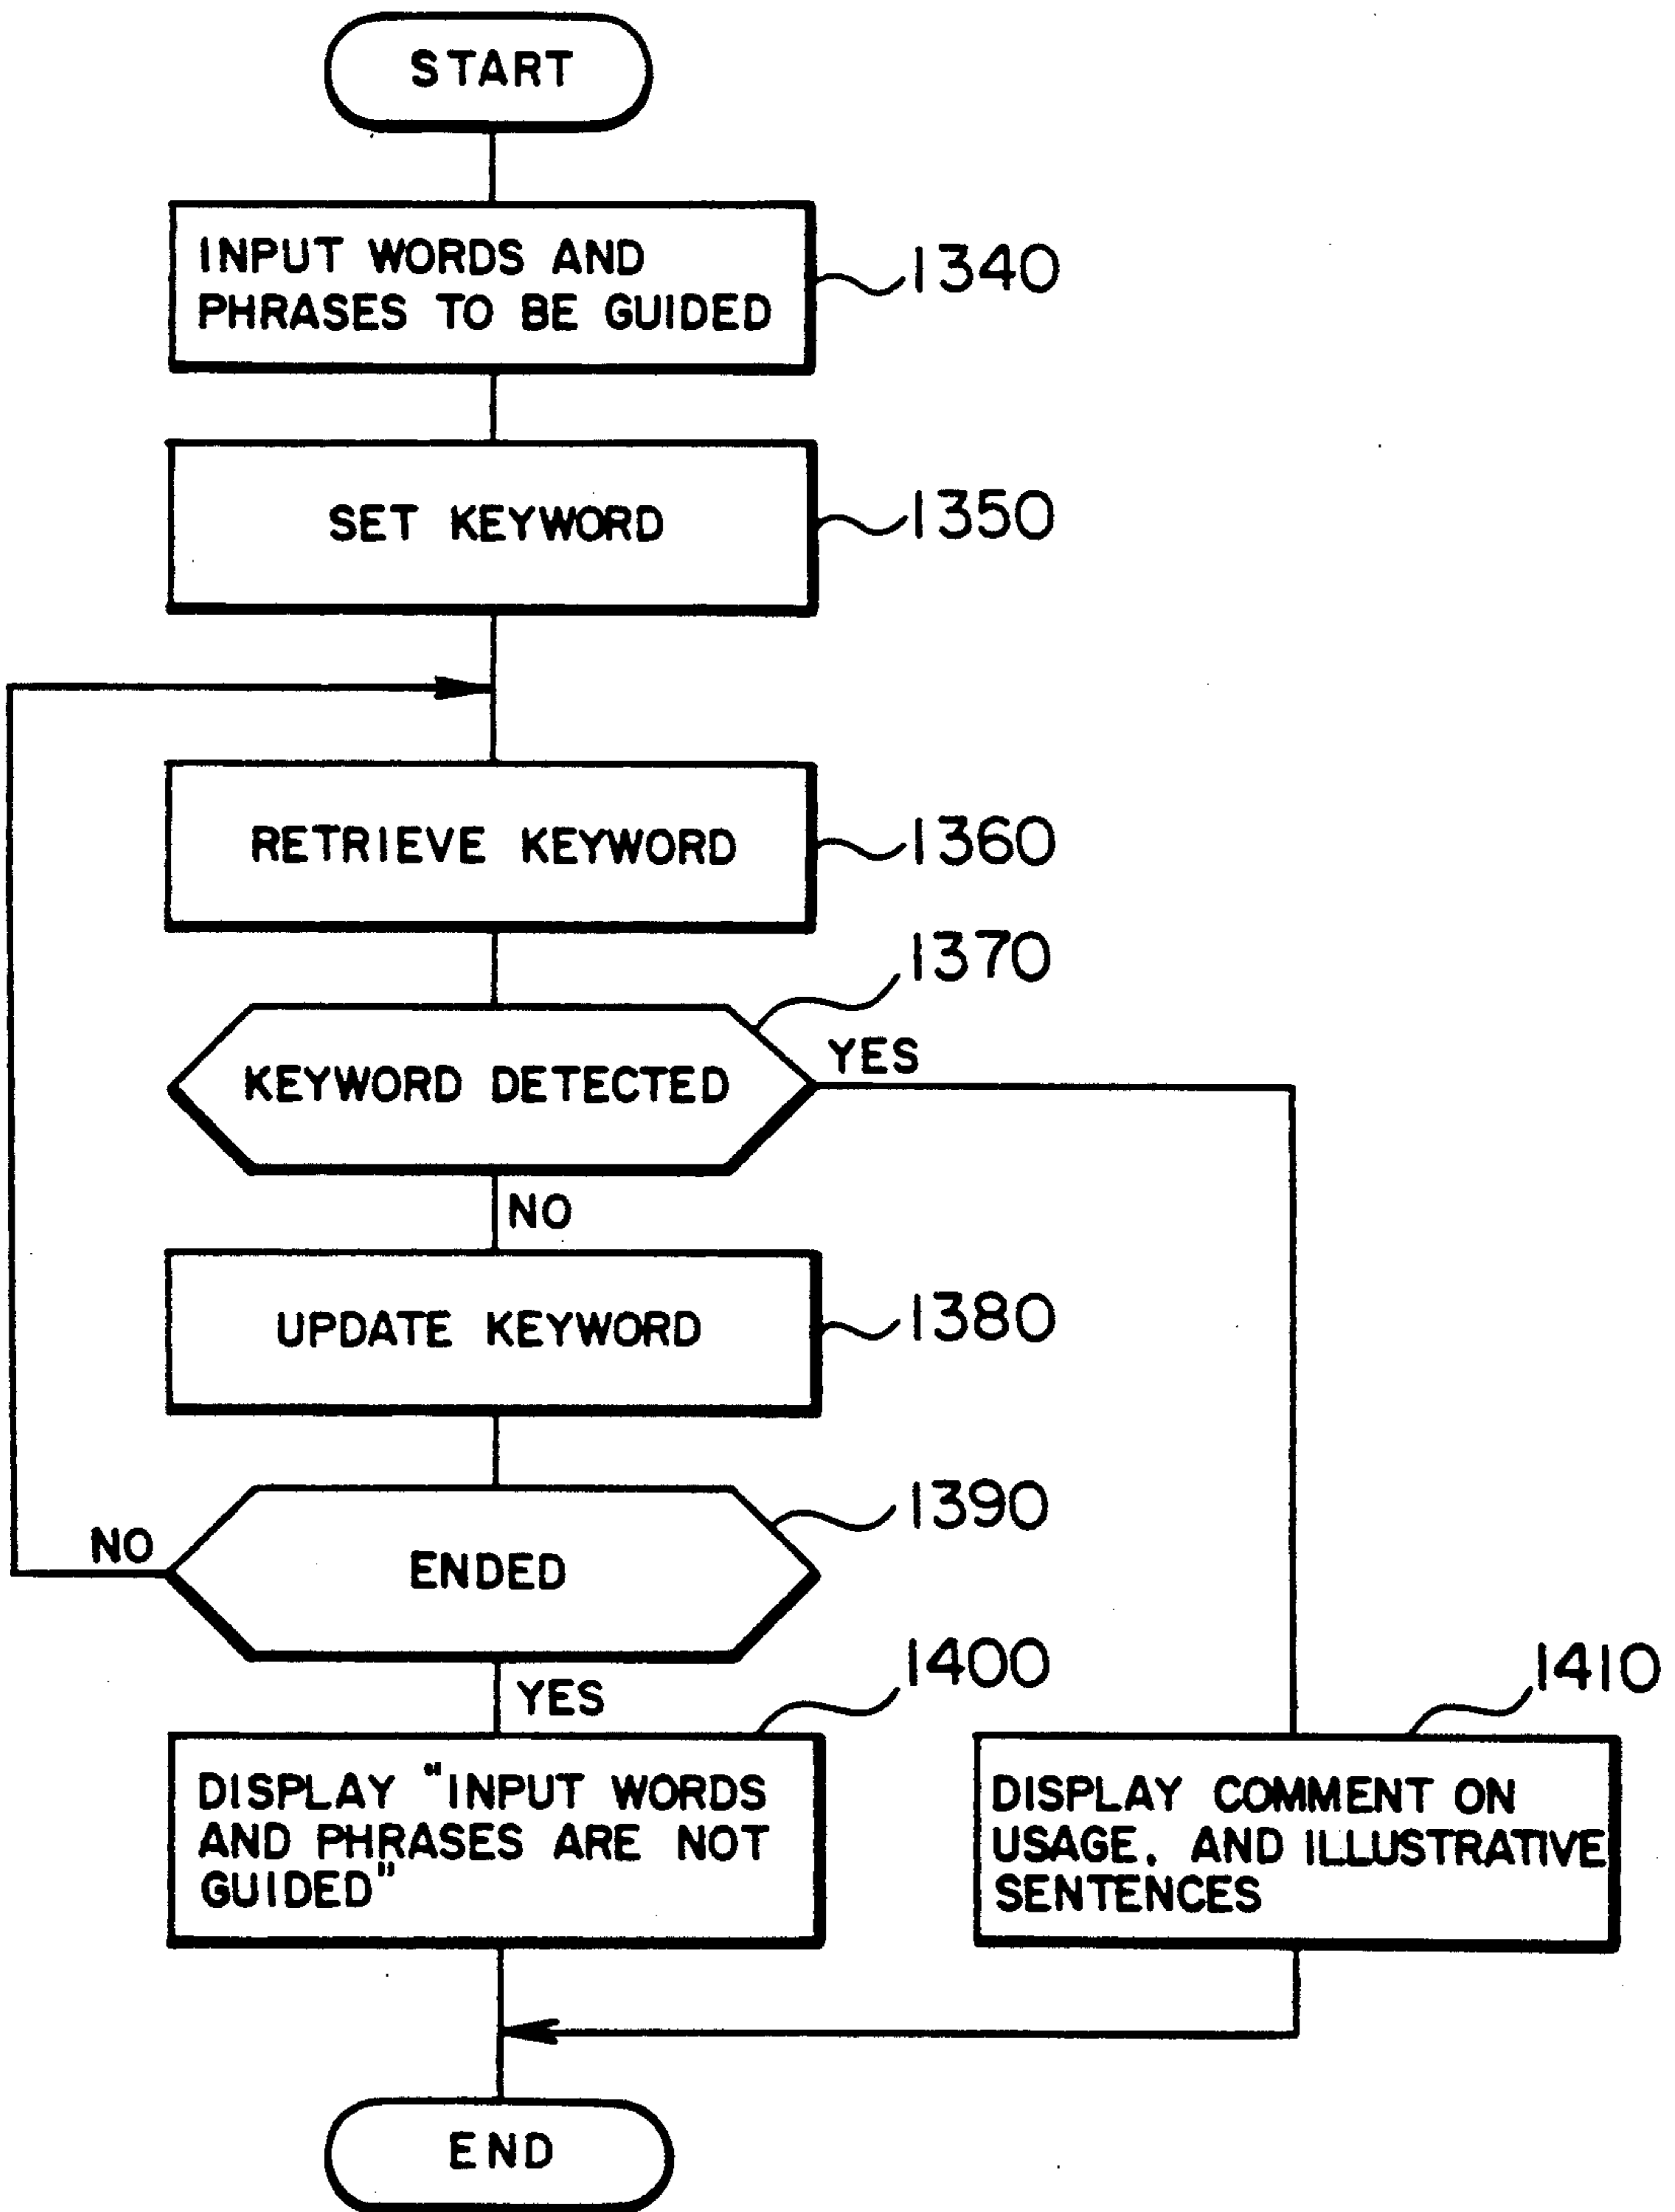 START
INPUT WORDS AND
PHRASES TO BE GUIDED
1340
SET KEYWORD
1350
RETRIEVE KEYWORD
1360
1370
KEYWORD DETECTED
YES
NO
UPDATE KEYWORD
1380
1390
NO
ENDED
YES
1400
DISPLAY "INPUT WORDS
AND PHRASES ARE NOT
GUIDED"
1410
DISPLAY COMMENT ON
USAGE. AND ILLUSTRATIVE
SENTENCES
END